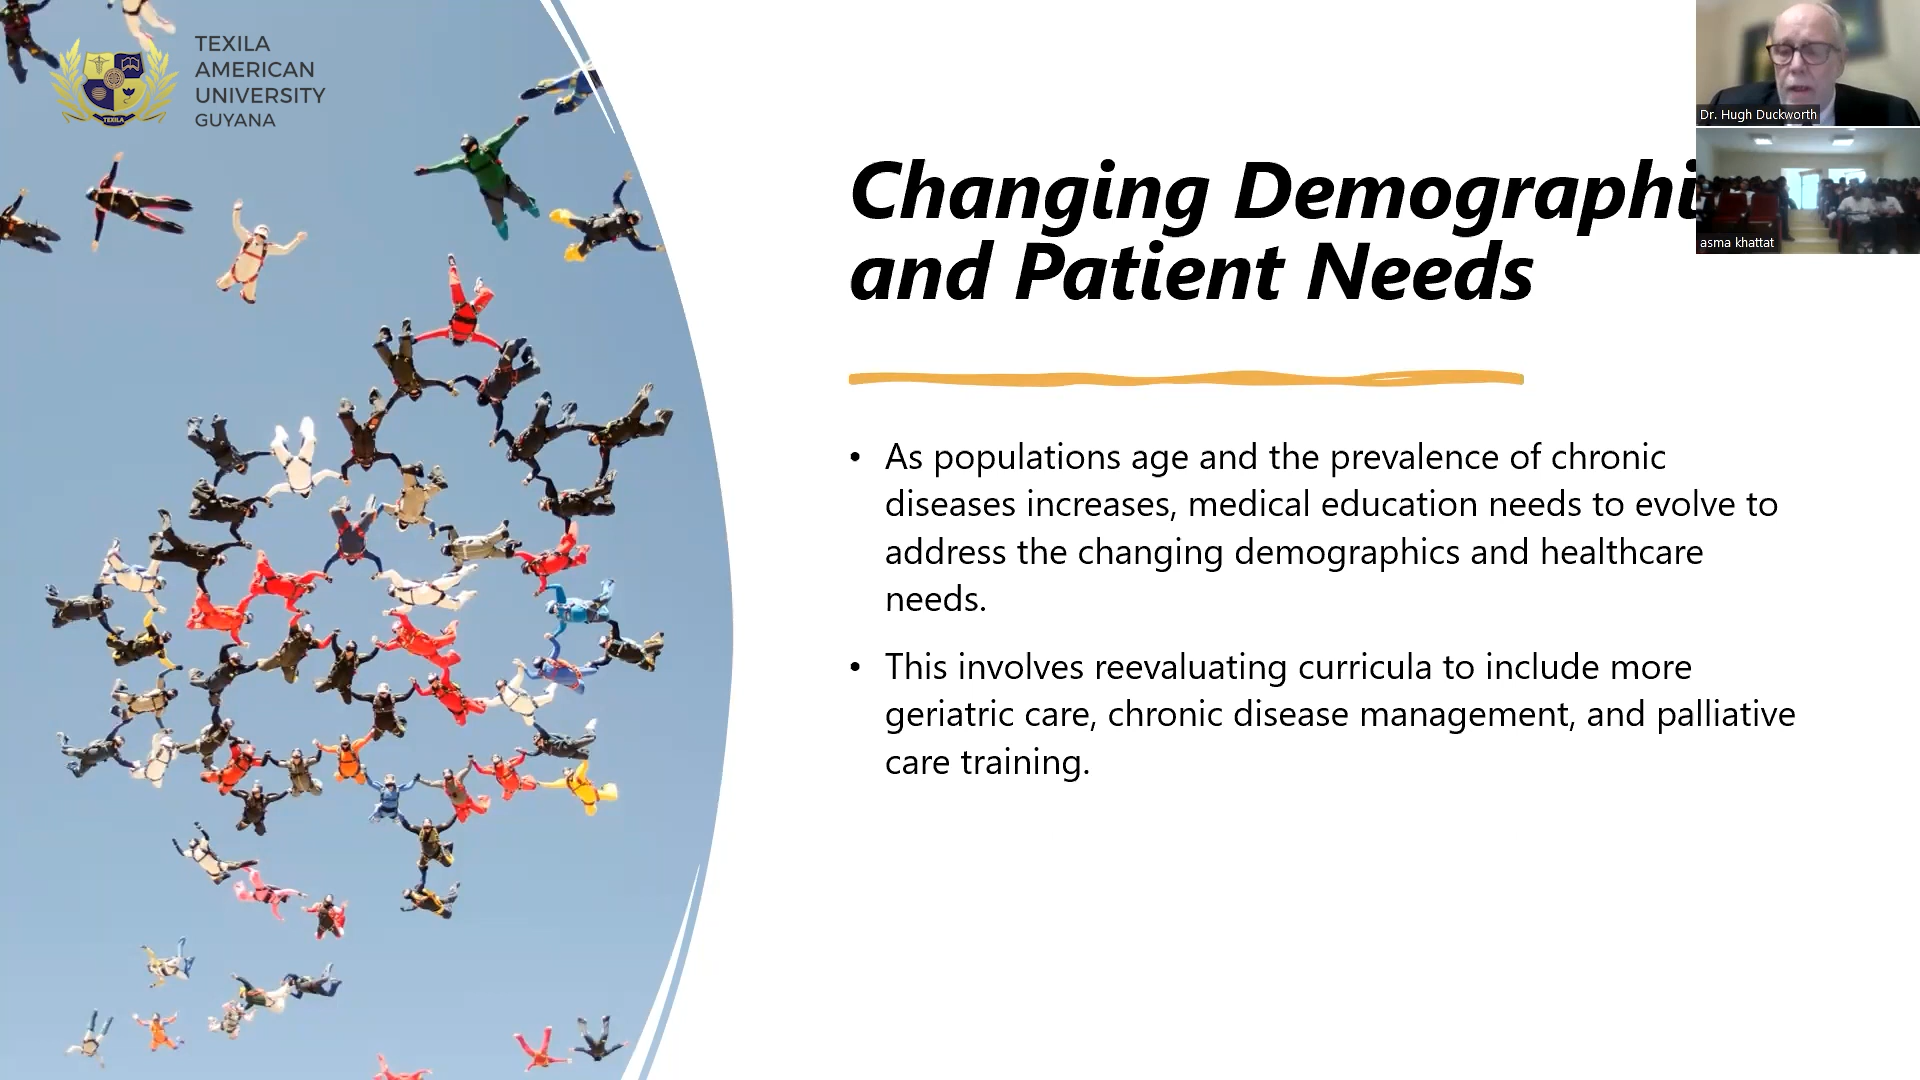 TEXILA
AMERICAN
UNIVERSITY
GUYANA
TEXILA
Changing Demographi
and Patient Needs
• As populations age and the prevalence of chronic
diseases increases, medical education needs to evolve to
address the changing demographics and healthcare
needs.
• This involves reevaluating curricula to include more
geriatric care, chronic disease management, and palliative
care training.
Dr. Hugh Duckworth
asma khattat